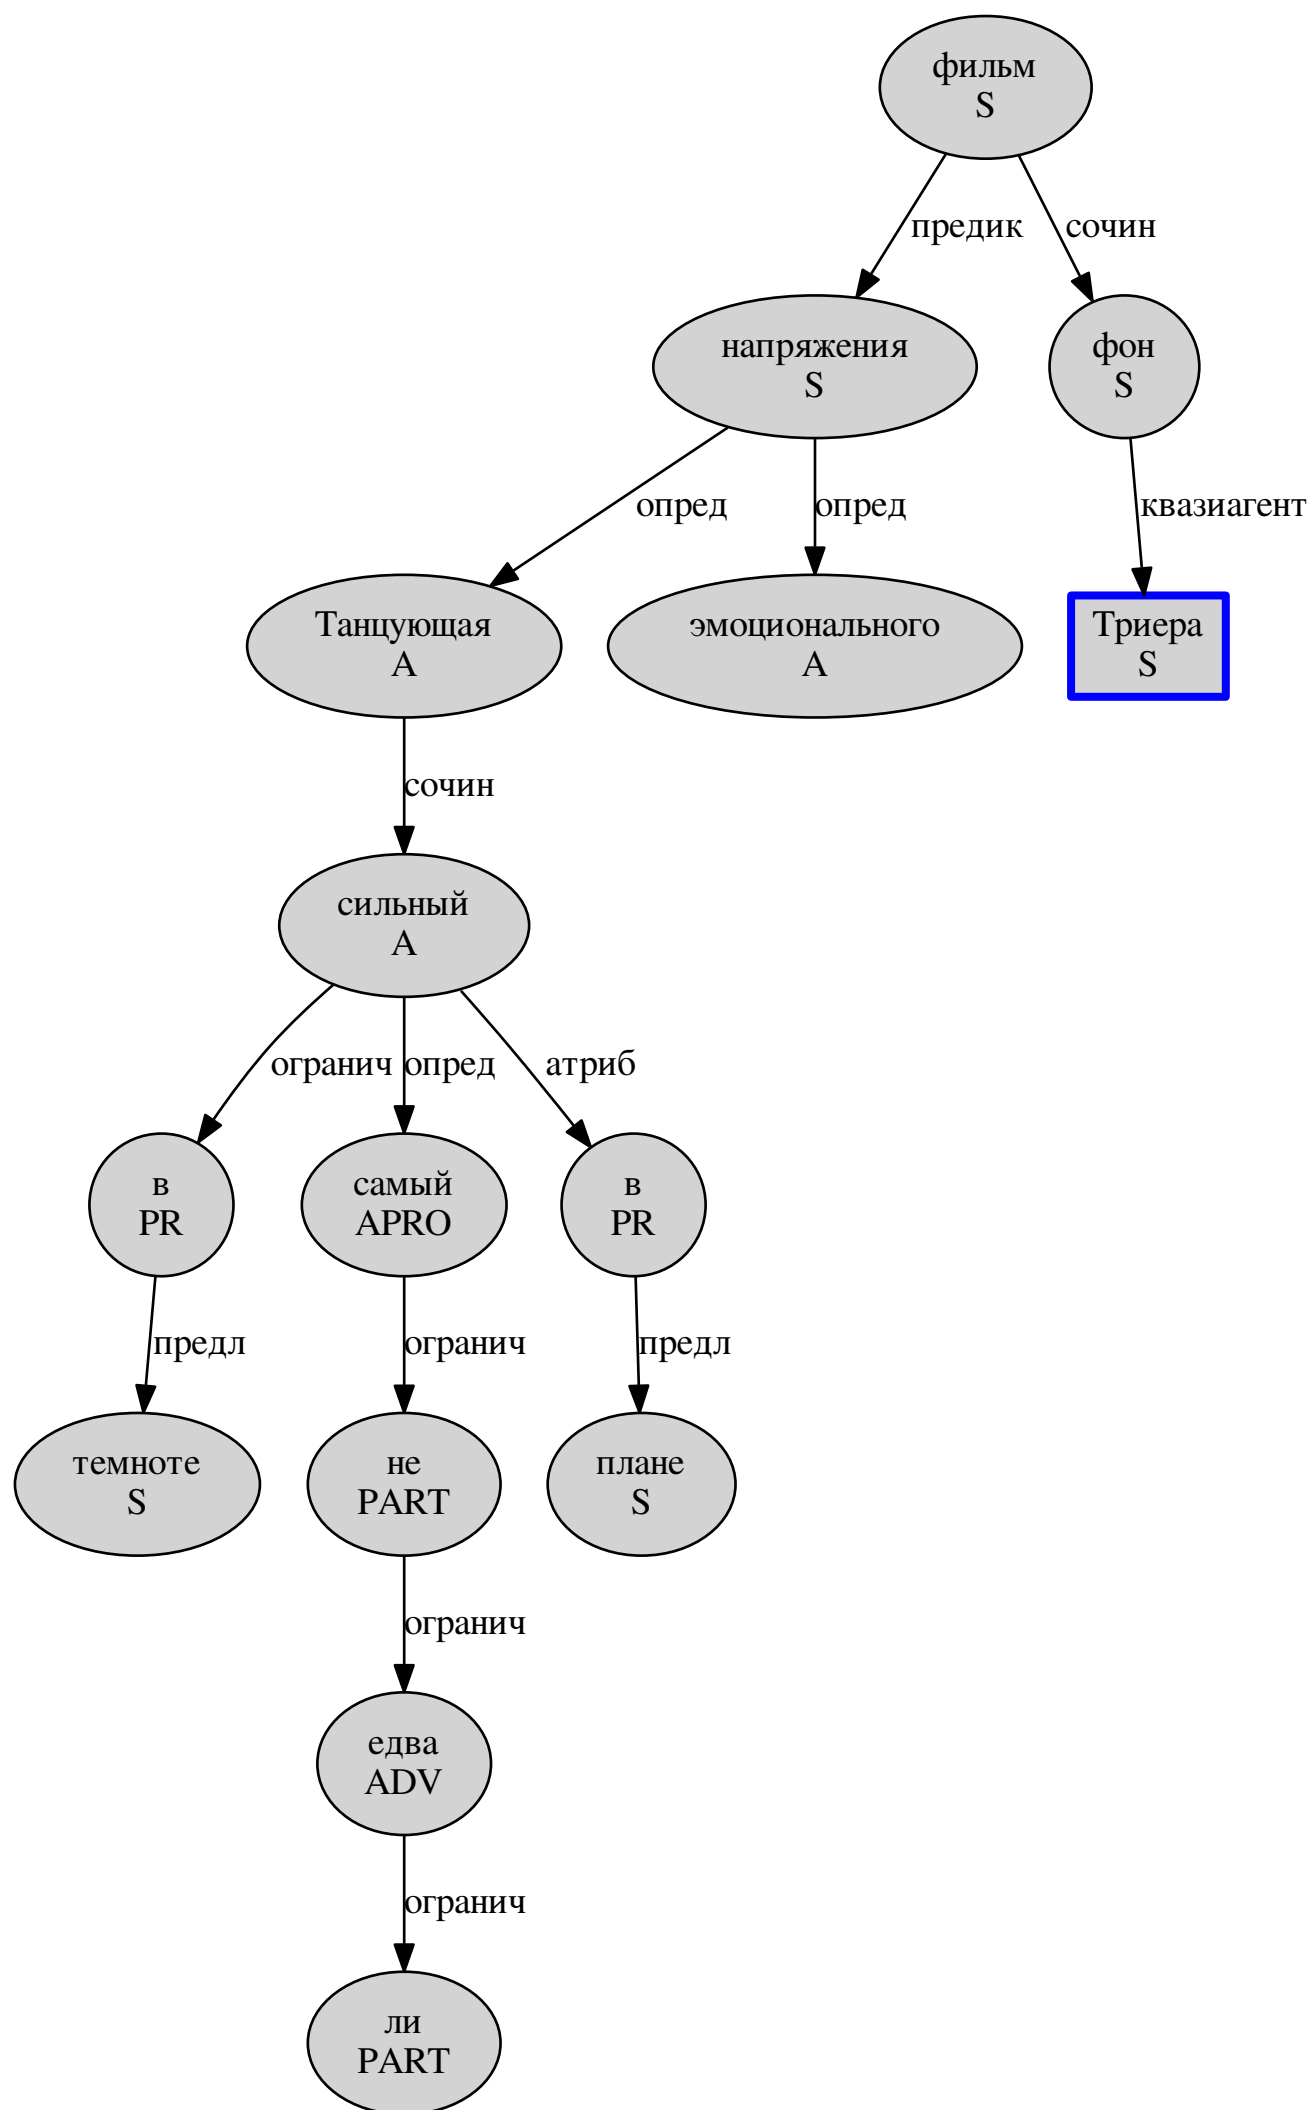 фильм
S
предик
сочин
напряжения
S
фон
S
опред
опред
квазиагент
Танцующая
A
эмоционального
A
Триера
S
сочин
сильный
A
огранич
опред
атриб
в
PR
самый
APRO
в
PR
предл
огранич
предл
темноте
S
не
PART
плане
S
огранич
едва
ADV
огранич
ли
PART